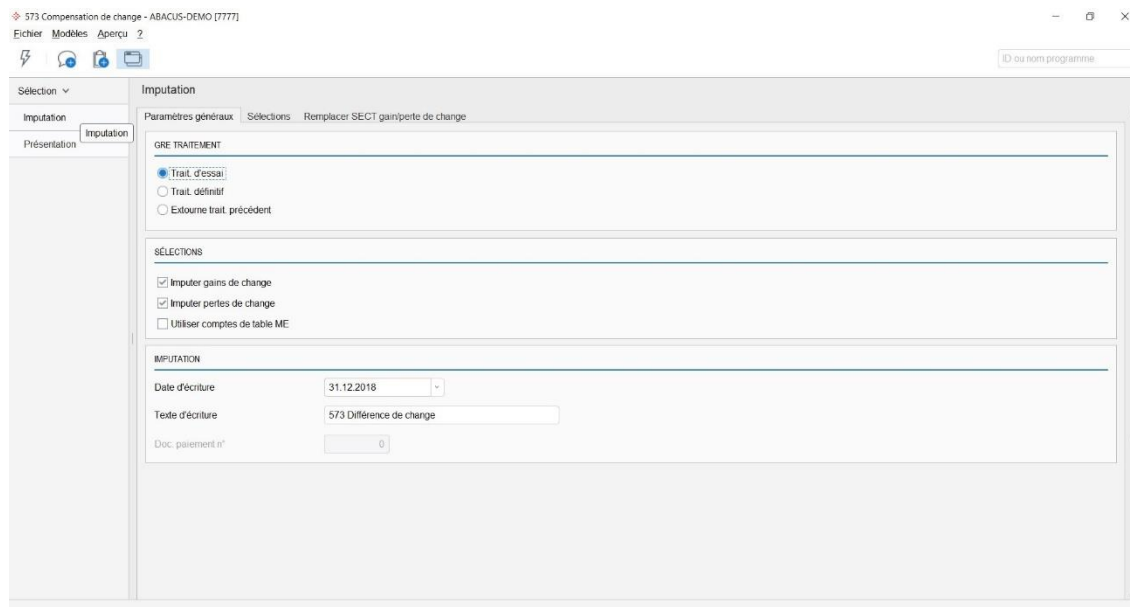 573 Compensation de change - ABACUS-DEMO [7777]
Eichier Modèles Aperçu ?
ID ou nom programme
Sélection
Imputation
Imputation
Présentation
Imputation
Paramètres généraux Sélections Remplacer SECT gain/perte de change
GRE TRAITEMENT
Trait. d'essai
Trait. définitif
Extourne trait. précédent
SÉLECTIONS
Imputer gains de change
Imputer pertes de change
Utiliser comptes de table ME
IMPUTATION
Date d'écriture 31.12.2018
Texte d'écriture 573 Différence de change
Doc. paiement n° 0